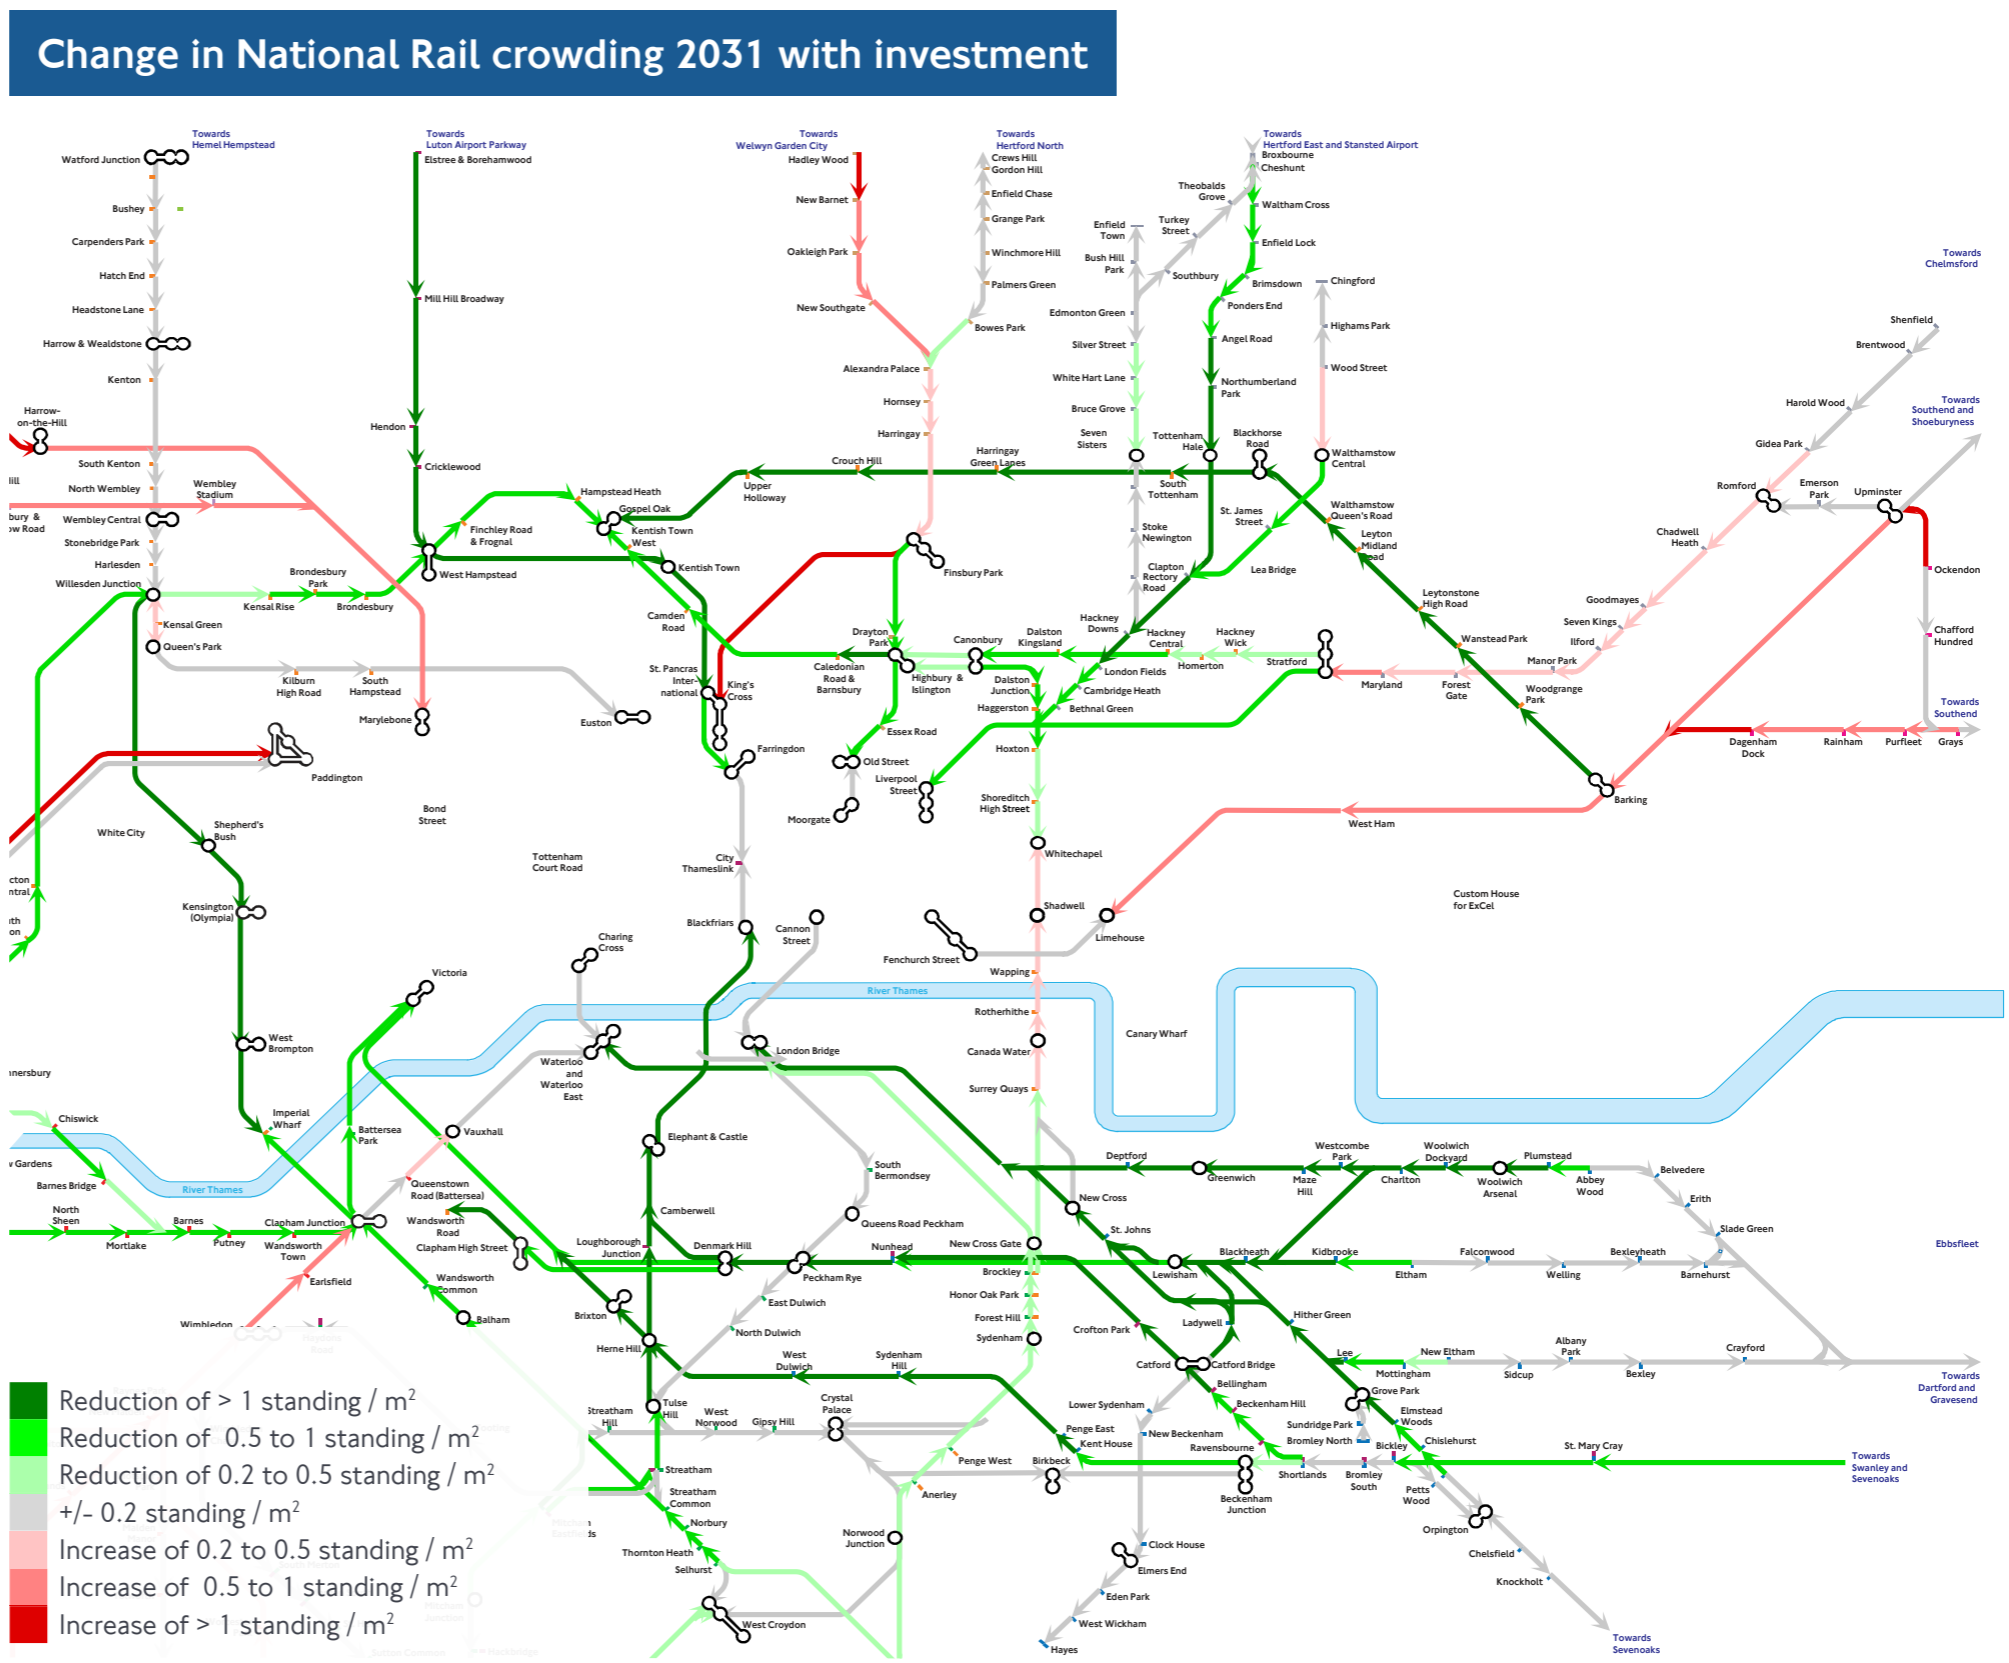 Change in National Rail crowding 2031 with investment
Towards
Hemel Hempstead
Towards
Luton Airport Parkway
Towards
Welwyn Garden City
Towards
Hertford North
Towards
Hertford East and Stansted Airport
Watford Junction
Elstree & Borehamwood
Hadley Wood
Crews Hill
Gordon Hill
Broxbourne
Cheshunt
Bushey
New Barnet
Enfield Chase
Theobalds
Grove
Waltham Cross
Grange Park
Enfield
Town
Turkey
Street
Carpenders Park
Oakleigh Park
Winchmore Hill
Bush Hill
Park
Enfield Lock
Towards
Chelmsford
Hatch End
Southbury
Brimsdown
Chingford
Palmers Green
Mill Hill Broadway
Headstone Lane
New Southgate
Edmonton Green
Ponders End
Shenfield
Bowes Park
Highams Park
Harrow & Wealdstone
Silver Street
Angel Road
Brentwood
Kenton
Alexandra Palace
White Hart Lane
Northumberland
Park
Wood Street
Hornsey
Bruce Grove
Harold Wood
Towards
Southend and
Shoeburyness
Harrow-
on-the-Hill
Hendon
Harringay
Seven
Sisters
Tottenham
Hale
Blackhorse
Road
Walthamstow
Central
Gidea Park
South Kenton
Cricklewood
Crouch Hill
Harringay
Green Lanes
ill
North Wembley
Wembley
Stadium
Hampstead Heath
Upper
Holloway
South
Tottenham
Romford
Emerson
Park
Upminster
bury &
ow Road
Wembley Central
Gospel Oak
Finchley Road
& Frognal
Kentish Town
West
Stoke
Newington
St. James
Street
Walthamstow
Queen's Road
Stonebridge Park
Leyton
Midland
Road
Chadwell
Heath
Harlesden
West Hampstead
Kentish Town
Finsbury Park
Clapton
Rectory
Road
Lea Bridge
Ockendon
Willesden Junction
Brondesbury
Park
Kensal Rise
Brondesbury
Leytonstone
High Road
Goodmayes
Kensal Green
Camden
Road
Drayton
Park
Canonbury
Dalston
Kingsland
Hackney
Downs
Hackney
Central
Hackney
Wick
Seven Kings
Chafford
Hundred
Queen's Park
Wanstead Park
Ilford
Kilburn
High Road
South
Hampstead
St. Pancras
Inter-
national
King's
Cross
Caledonian
Road &
Barnsbury
Highbury &
Islington
Dalston
Junction
London Fields
Homerton
Stratford
Maryland
Forest
Gate
Manor Park
Woodgrange
Park
Cambridge Heath
Haggerston
Bethnal Green
Towards
Southend
Marylebone
Euston
Essex Road
Farringdon
Hoxton
Dagenham
Dock
Rainham
Purfleet
Grays
Paddington
Old Street
Liverpool
Street
Bond
Street
Moorgate
Shoreditch
High Street
Barking
White City
Shepherd's
Bush
West Ham
Tottenham
Court Road
City
Thameslink
Whitechapel
cton
ntral
Kensington
(Olympia)
Custom House
for ExCel
Blackfriars
Cannon
Street
Shadwell
Limehouse
Charing
Cross
Fenchurch Street
Victoria
Wapping
River Thames
Rotherhithe
West
Brompton
Waterloo
and
Waterloo
East
London Bridge
Canada Water
Canary Wharf
nnersbury
Surrey Quays
Chiswick
Imperial
Wharf
Battersea
Park
Vauxhall
Elephant & Castle
w Gardens
Barnes Bridge
River Thames
Queenstown
Road (Battersea)
South
Bermondsey
Deptford
Greenwich
Maze
Hill
Westcombe
Park
Charlton
Woolwich
Dockyard
Woolwich
Arsenal
Plumstead
Abbey
Wood
Belvedere
Erith
North
Sheen
Mortlake
Barnes
Putney
Wandsworth
Town
Clapham Junction
Wandsworth
Road
Clapham High Street
Camberwell
Queens Road Peckham
New Cross
St. Johns
Slade Green
Ebbsfleet
Loughborough
Junction
Denmark Hill
Peckham Rye
Nunhead
New Cross Gate
Lewisham
Blackheath
Kidbrooke
Eltham
Falconwood
Welling
Bexleyheath
Barnehurst
Earlsfield
Wandsworth
Common
Brockley
Honor Oak Park
Forest Hill
Sydenham
East Dulwich
North Dulwich
Brixton
Balham
Wimbledon
Haydons
Road
Herne Hill
Crofton Park
Ladywell
Hither Green
West
Dulwich
Sydenham
Hill
Catford
Catford Bridge
Lee
Mottingham
New Eltham
Sidcup
Albany
Park
Bexley
Crayford
Towards
Dartford and
Gravesend
Bellingham
Grove Park
Tulse
Hill
Streatham
Hill
West
Norwood
Gipsy Hill
Crystal
Palace
Lower Sydenham
Beckenham Hill
Elmstead
Woods
Sundridge Park
Bromley North
Penge East
Kent House
New Beckenham
Ravensbourne
Chislehurst
Bickley
St. Mary Cray
Streatham
Penge West
Birkbeck
Beckenham
Junction
Shortlands
Bromley
South
Petts
Wood
Towards
Swanley and
Sevenoaks
Streatham
Common
Anerley
Norbury
Norwood
Junction
Orpington
Thornton Heath
Selhurst
Clock House
Elmers End
Chelsfield
Knockholt
Eden Park
West Croydon
West Wickham
Hayes
Towards
Sevenoaks
Reduction of > 1 standing / m²
Reduction of 0.5 to 1 standing / m²
Reduction of 0.2 to 0.5 standing / m²
+/- 0.2 standing / m²
Increase of 0.2 to 0.5 standing / m²
Increase of 0.5 to 1 standing / m²
Increase of > 1 standing / m²
Mitcham
Eastfields
Mitcham
Junction
Sutton Common
Hackbridge